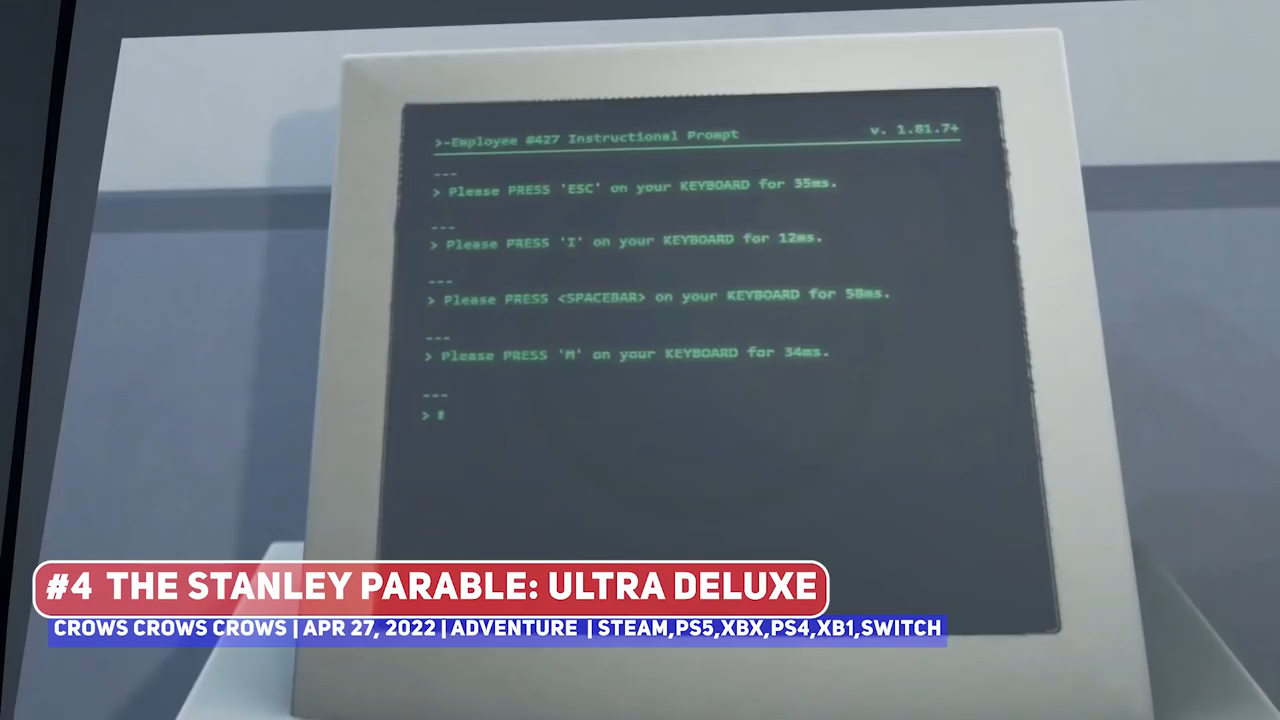 >-Employee #427 Instructional Prompt v. 1.81.7+
---
> Please PRESS 'ESC' on your KEYBOARD for 35ms.
---
> Please PRESS 'I' on your KEYBOARD for 12ms.
---
> Please PRESS <SPACEBAR> on your KEYBOARD for 58ms.
---
> Please PRESS 'M' on your KEYBOARD for 34ms.
---
>
#4 THE STANLEY PARABLE: ULTRA DELUXE
CROWS CROWS CROWS | APR 27, 2022 | ADVENTURE | STEAM,PS5,XBX,PS4,XB1,SWITCH